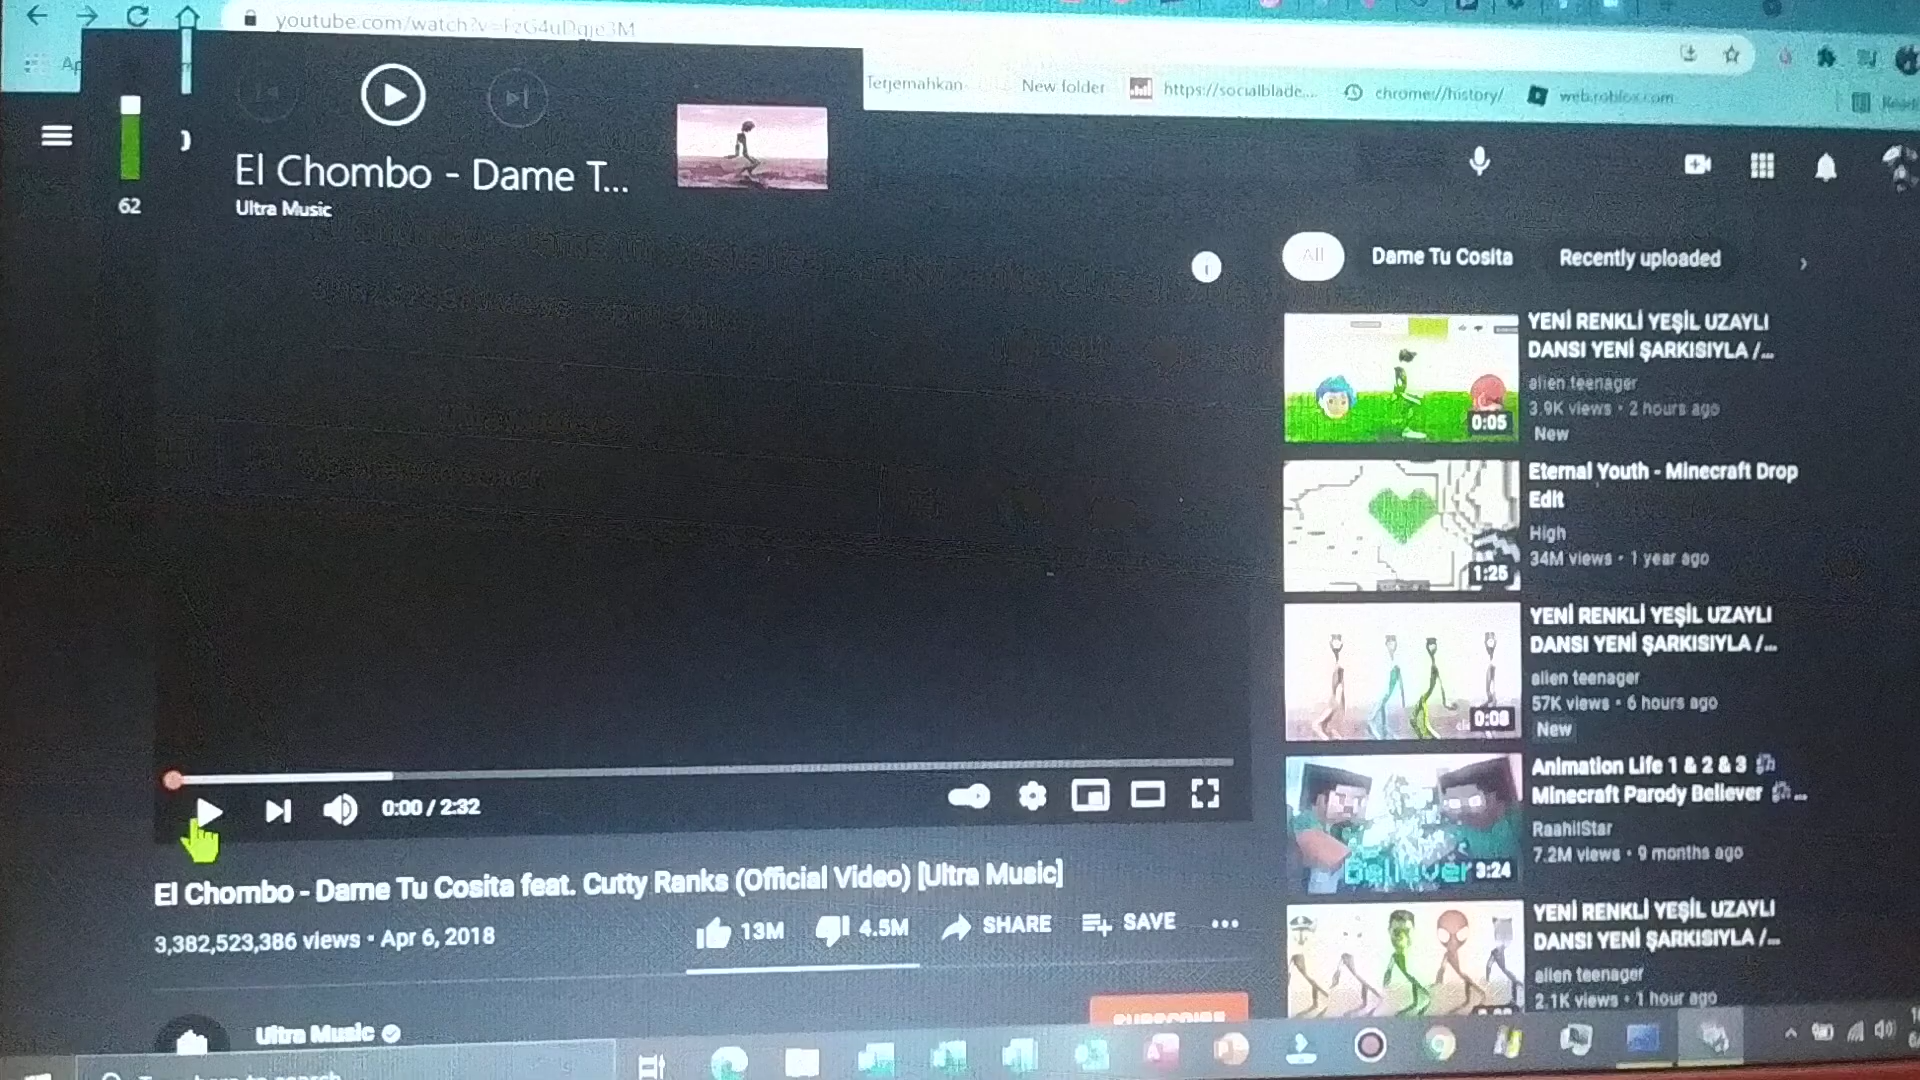 youtube.com/watch?v=FzG4uDgje3M
Terjemahkan
New folder
https://socialblade....
chrome://history/
web.roblox.com
El Chombo - Dame T...
Ultra Music
62
All
Dame Tu Cosita
Recently uploaded
YENİ RENKLİ YEŞİL UZAYLI
DANSI YENİ ŞARKISIYLA /...
alien teenager
3.9K views • 2 hours ago
New
0:05
Eternal Youth - Minecraft Drop
Edit
High
34M views • 1 year ago
1:25
YENİ RENKLİ YEŞİL UZAYLI
DANSI YENİ ŞARKISIYLA /...
alien teenager
57K views • 6 hours ago
New
0:08
Animation Life 1 & 2 & 3
Minecraft Parody Believer
RaahilStar
7.2M views • 9 months ago
Believer
3:24
YENİ RENKLİ YEŞİL UZAYLI
DANSI YENİ ŞARKISIYLA /...
alien teenager
2.1K views • 1 hour ago
0:00 / 2:32
El Chombo - Dame Tu Cosita feat. Cutty Ranks (Official Video) [Ultra Music]
3,382,523,386 views • Apr 6, 2018
13M
4.5M
SHARE
SAVE
Ultra Music
SUBSCRIBE
here to search